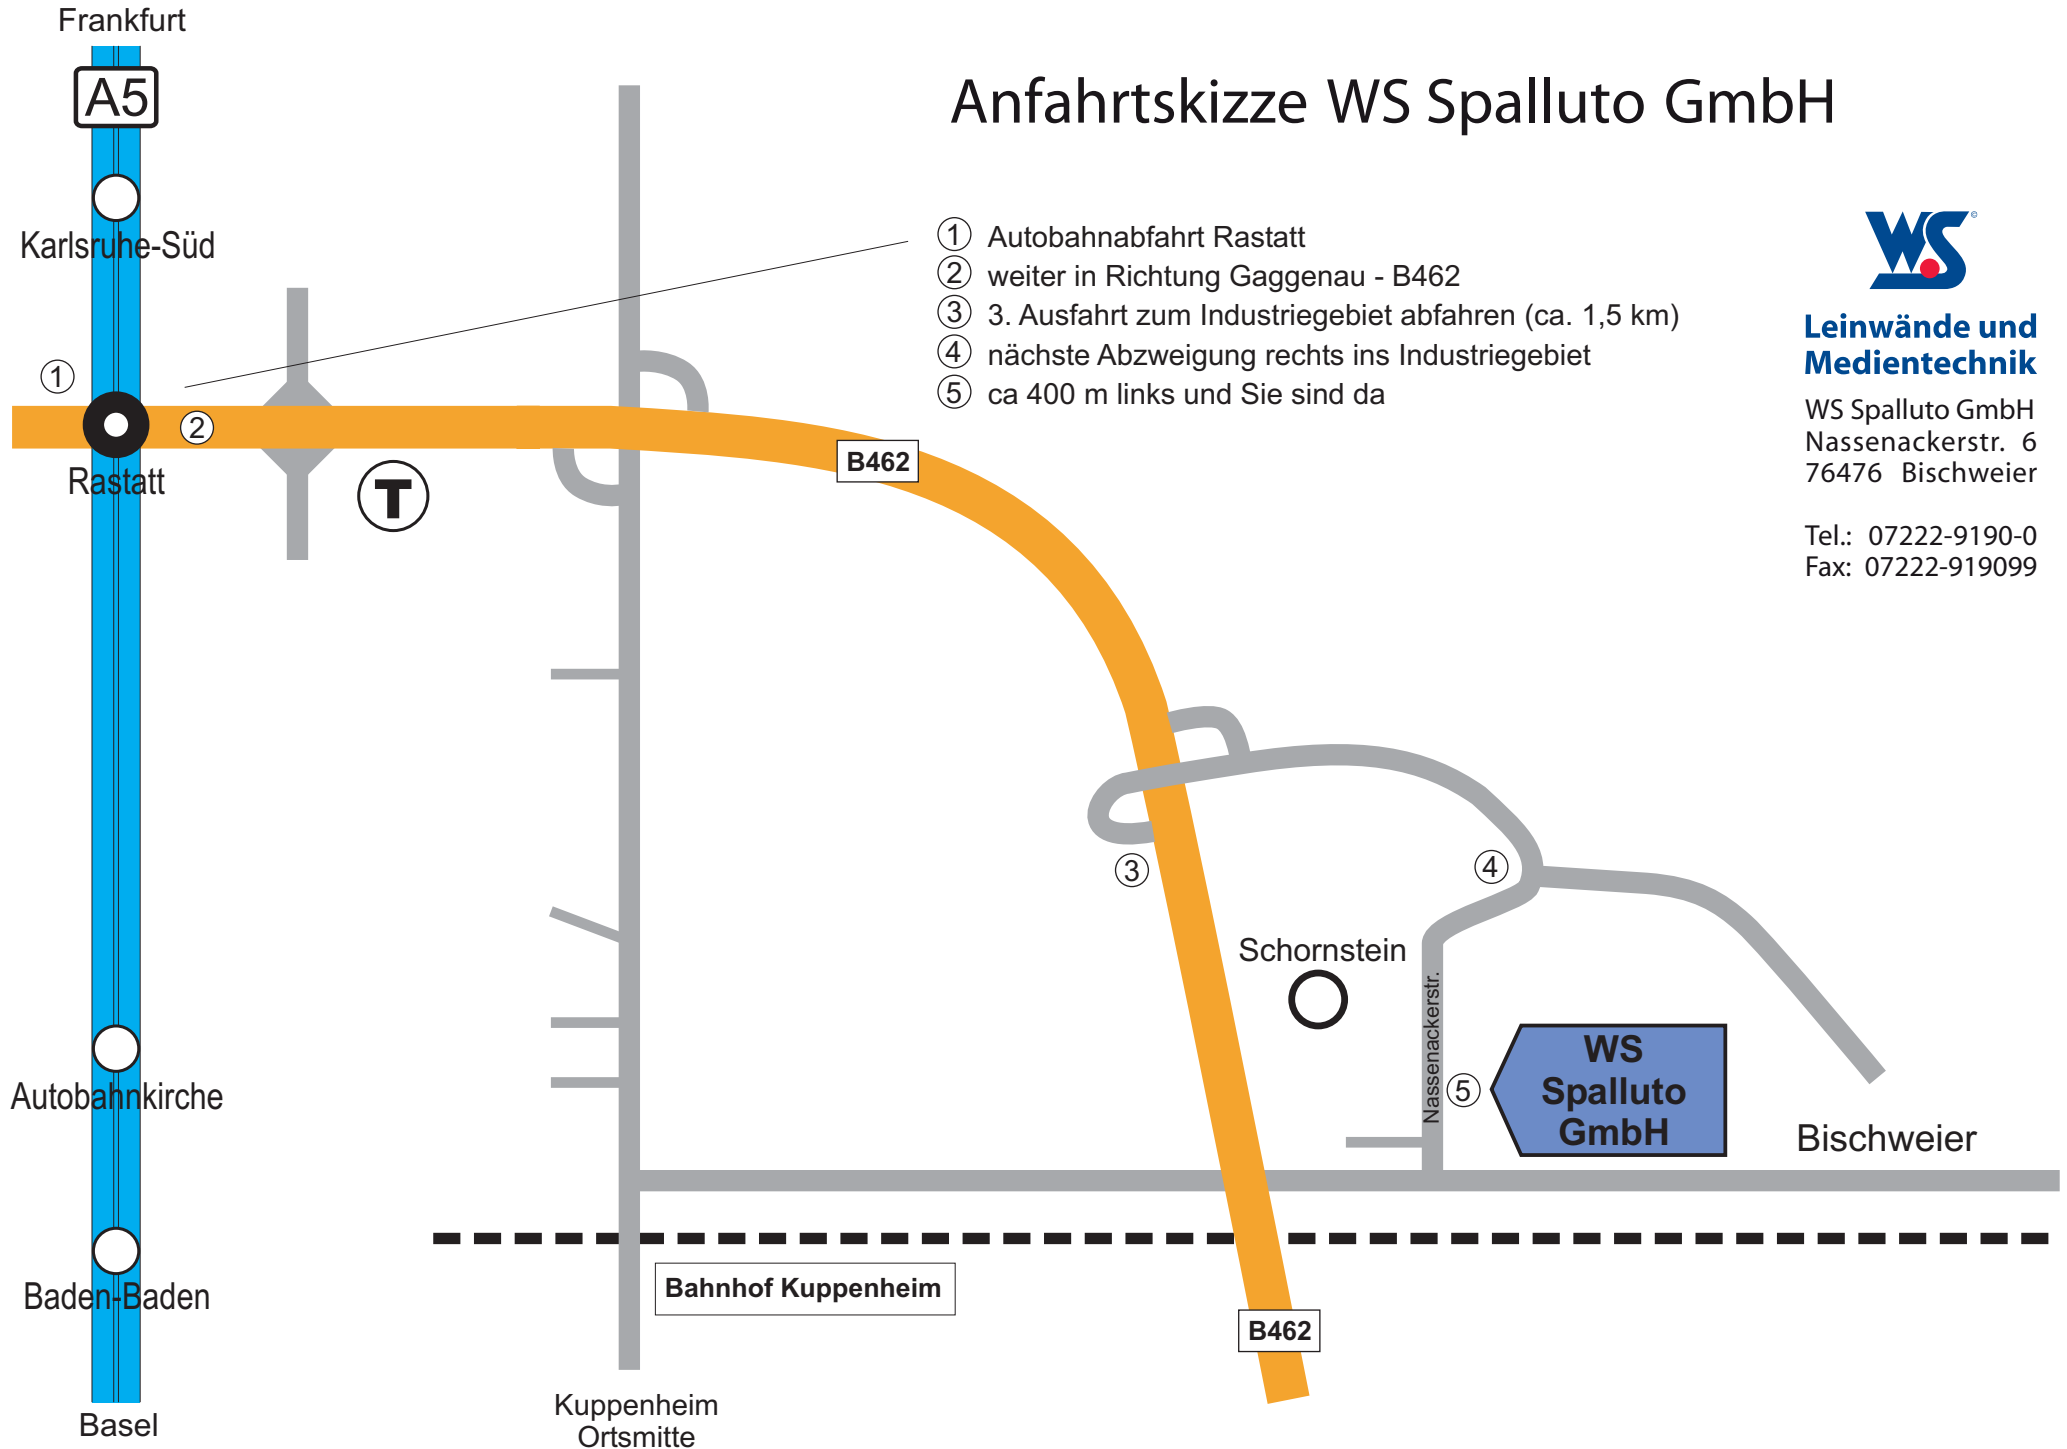 Frankfurt
A5
Anfahrtskizze WS Spalluto GmbH
Karlsruhe-Süd
1 Autobahnabfahrt Rastatt
2 weiter in Richtung Gaggenau - B462
3 3. Ausfahrt zum Industriegebiet abfahren (ca. 1,5 km)
4 nächste Abzweigung rechts ins Industriegebiet
5 ca 400 m links und Sie sind da
WS ©
Leinwände und
Medientechnik
WS Spalluto GmbH
Nassenackerstr. 6
76476 Bischweier
Tel.: 07222-9190-0
Fax: 07222-919099
1
2
Rastatt
T
B462
3
4
Schornstein
Nassenackerstr.
5
WS
Spalluto
GmbH
Bischweier
Autobahnkirche
Baden-Baden
Bahnhof Kuppenheim
B462
Basel
Kuppenheim
Ortsmitte